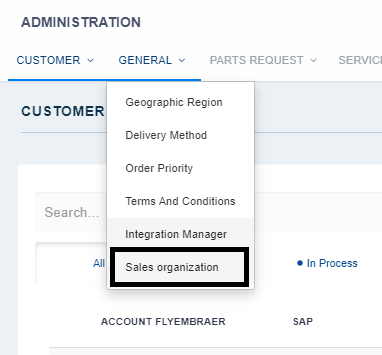 ADMINISTRATION
CUSTOMER GENERAL PARTS REQUEST SERVIC
CUSTOMER
Geographic Region
Delivery Method
Order Priority
Terms And Conditions
Integration Manager
Sales organization
Search...
All In Process
ACCOUNT FLYEMBRAER SAP